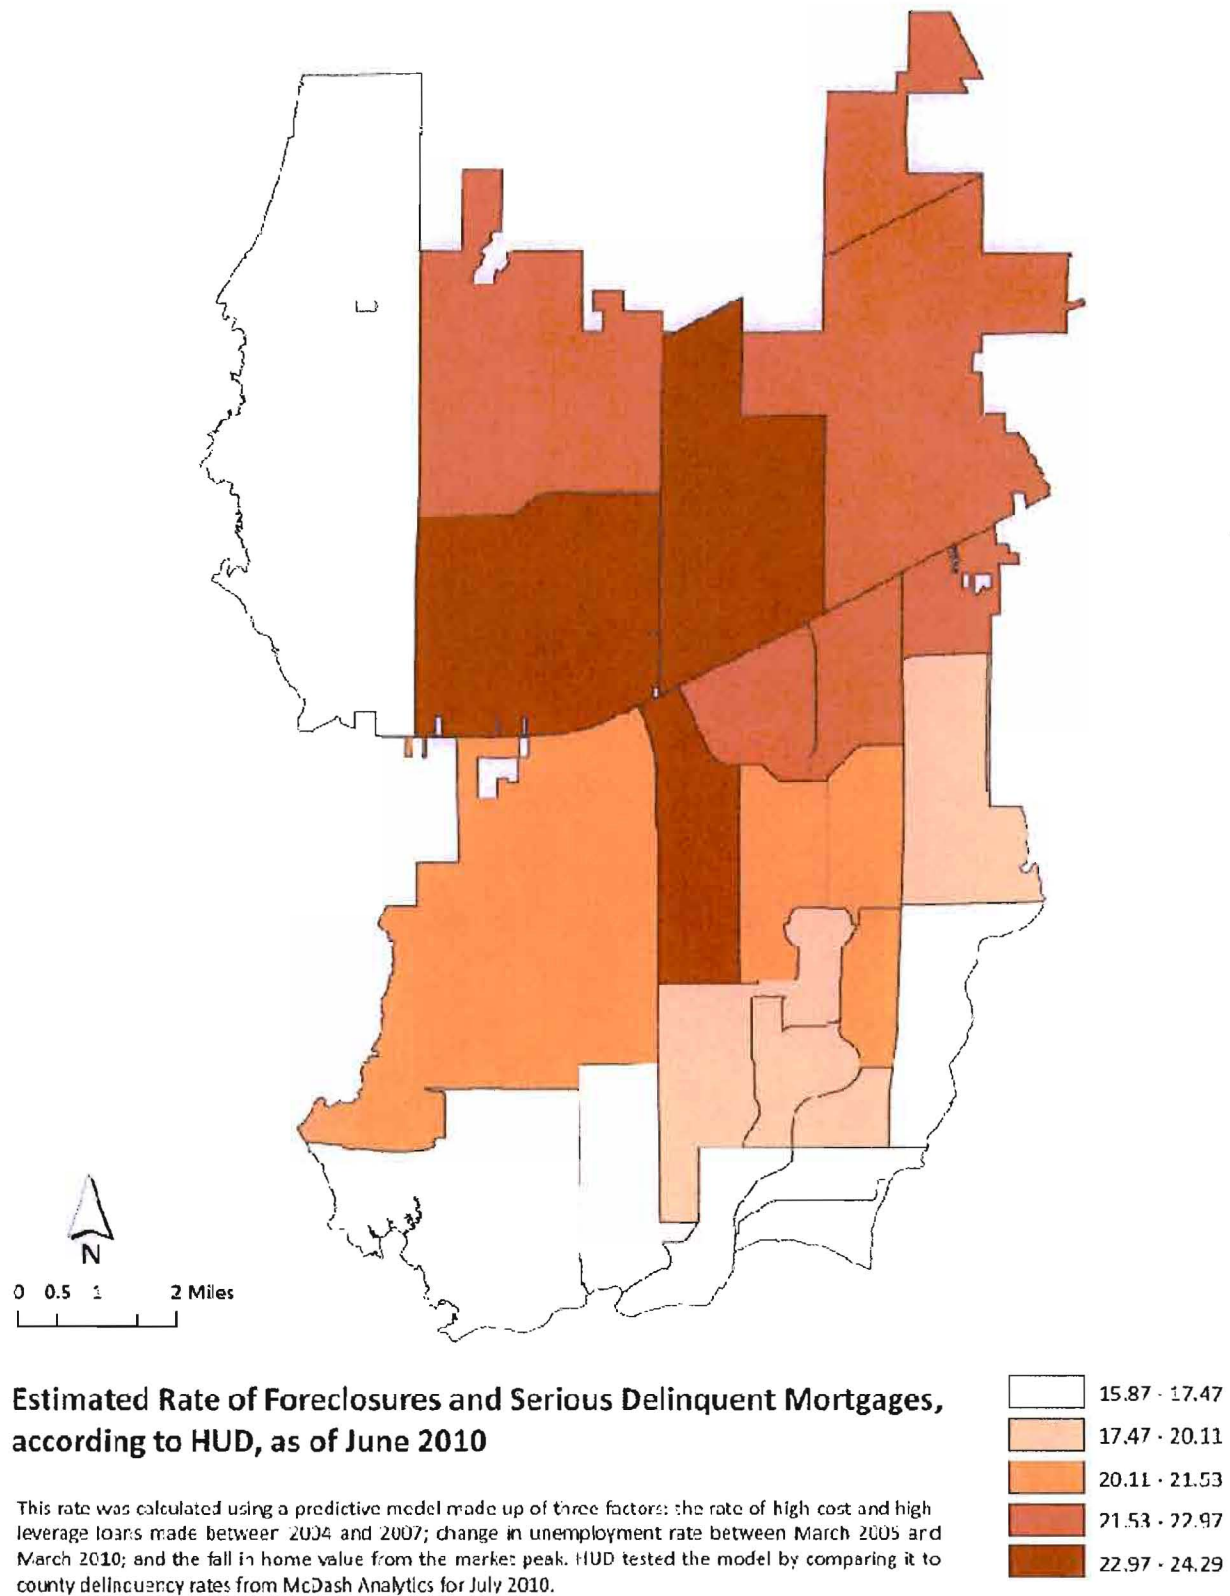 N
0 0.5 1 2 Miles
Estimated Rate of Foreclosures and Serious Delinquent Mortgages,
according to HUD, as of June 2010
15.87 - 17.47
17.47 - 20.11
20.11 - 21.53
21.53 - 22.97
22.97 - 24.29
This rate was calculated using a predictive model made up of three factors: the rate of high cost and high
leverage loans made between 2004 and 2007; change in unemployment rate between March 2005 and
March 2010; and the fall in home value from the market peak. HUD tested the model by comparing it to
county delinquency rates from McDash Analytics for July 2010.